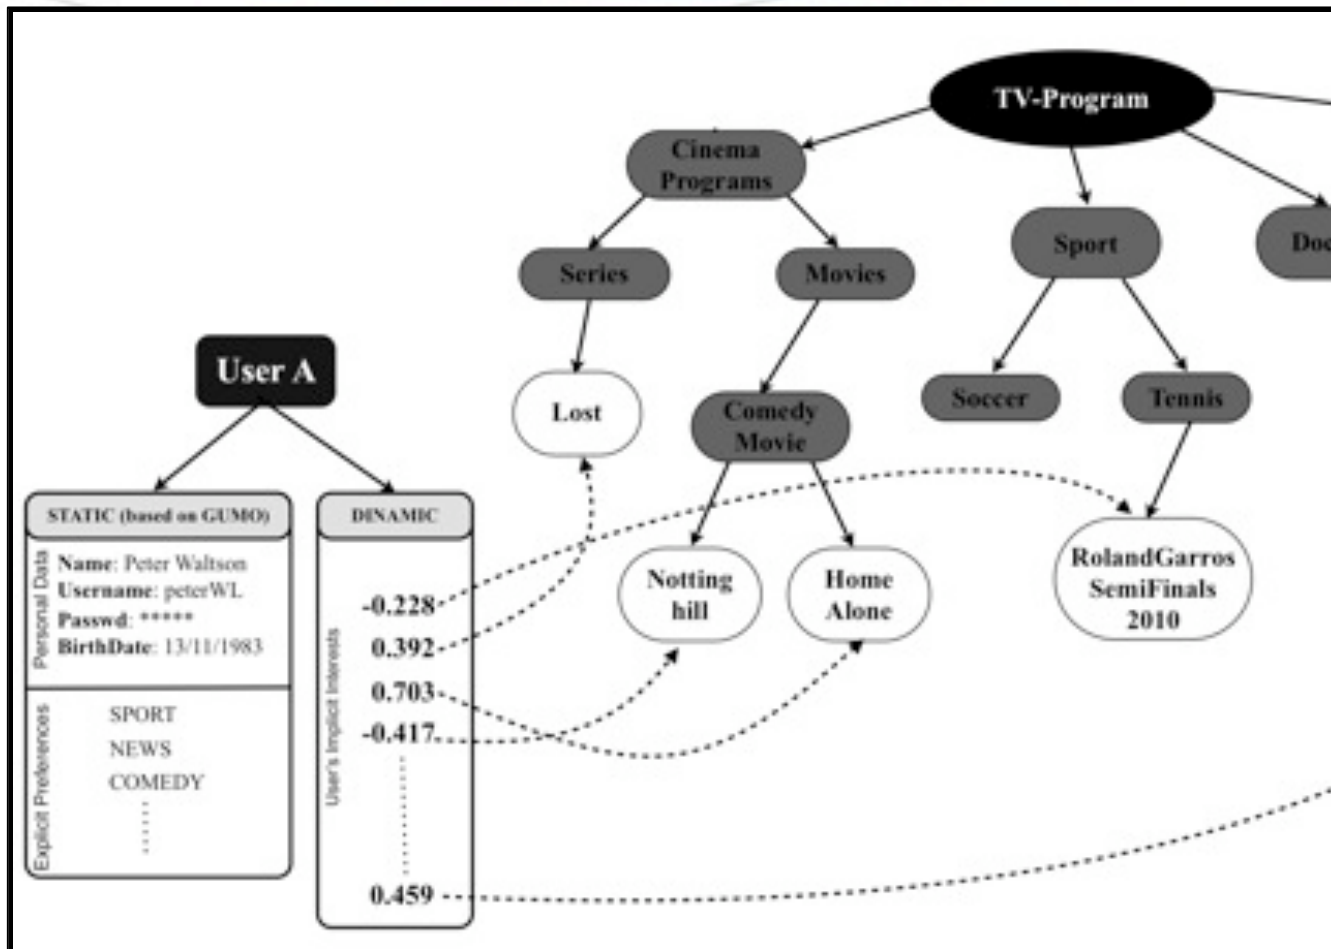 TV-Program
Cinema
Programs
Sport
Doc
Series
Movies
User A
Lost
Comedy
Movie
Soccer
Tennis
STATIC (based on GUMO)
Personal Data
Name: Peter Waltson
Username: peterWL
Passwd: *****
BirthDate: 13/11/1983
Explicit Preferences
SPORT
NEWS
COMEDY
DINAMIC
User's Implicit Interests
-0.228
0.392
0.703
-0.417
0.459
Notting
hill
Home
Alone
RolandGarros
SemiFinals
2010